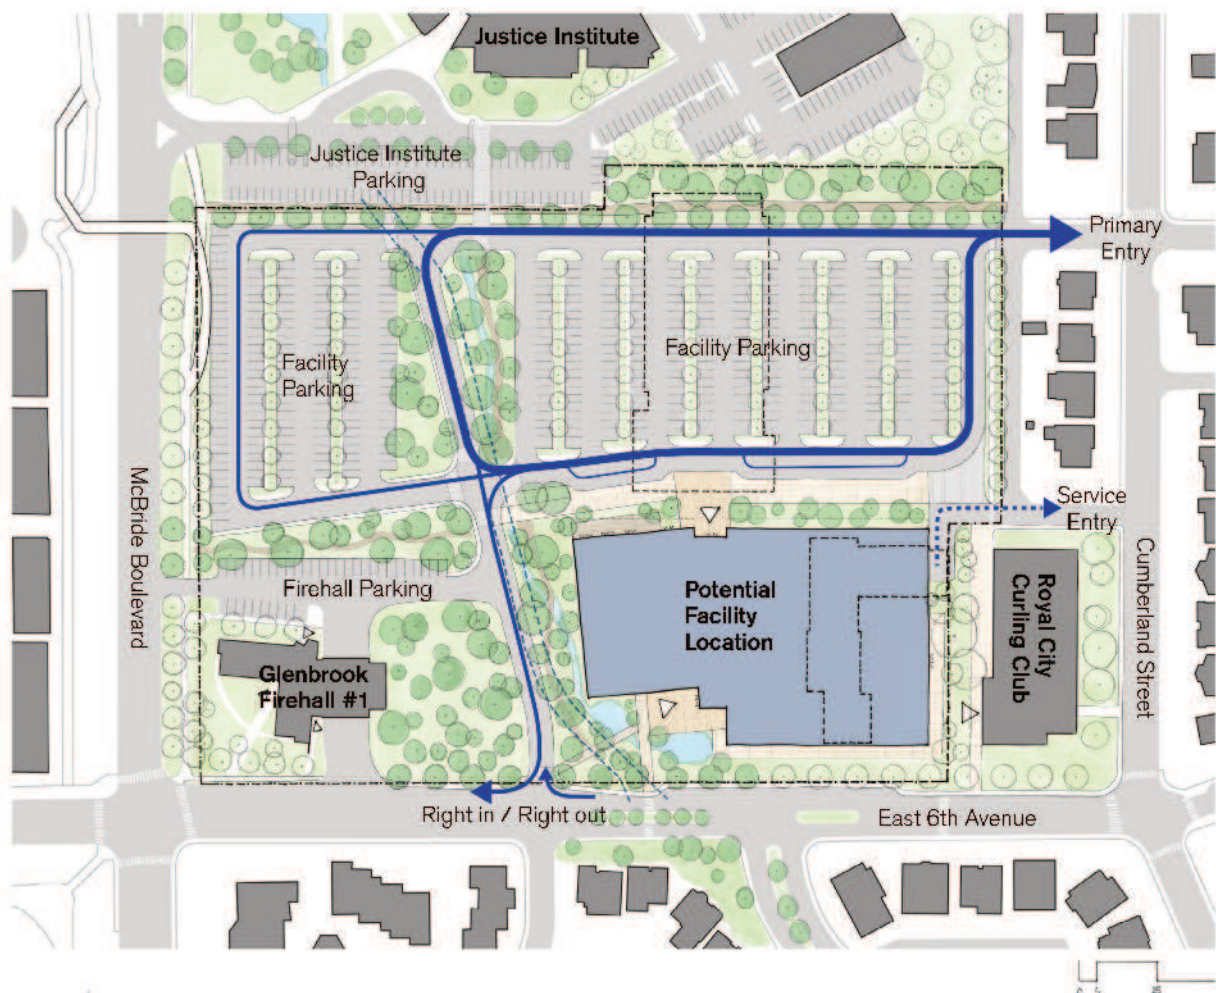 Justice Institute
Justice Institute
Parking
Primary
Entry
Facility Parking
Facility
Parking
McBride Boulevard
Service
Entry
Firehall Parking
Potential
Facility
Location
Royal City
Curling Club
Cumberland Street
Glenbrook
Firehall #1
Right in / Right out
East 6th Avenue